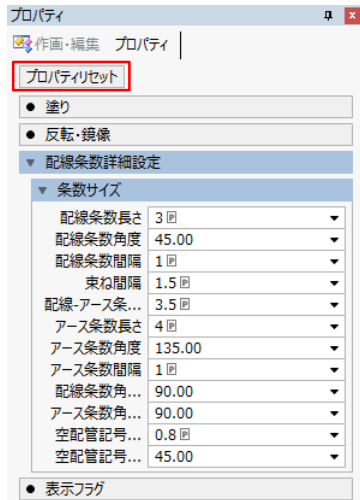 プロパティ
作画・編集 プロパティ
プロパティリセット
● 塗り
● 反転・鏡像
▼ 配線条数詳細設定
▼ 条数サイズ
配線条数長さ 3 P
配線条数角度 45.00
配線条数間隔 1 P
束ね間隔 1.5 P
配線-アース条... 3.5 P
アース条数長さ 4 P
アース条数角度 135.00
アース条数間隔 1 P
配線条数角... 90.00
アース条数角... 90.00
空配管記号... 0.8 P
空配管記号... 45.00
● 表示フラグ